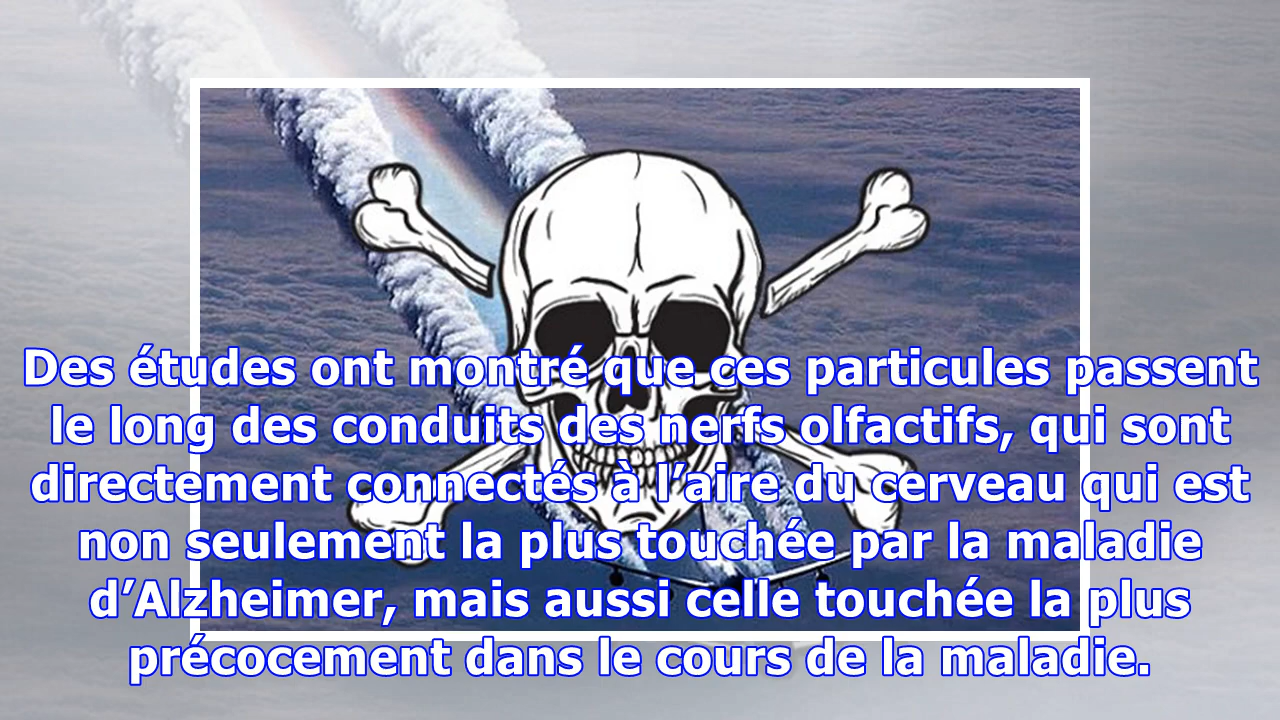 Des études ont montré que ces particules passent
le long des conduits des nerfs olfactifs, qui sont
directement connectés à l’aire du cerveau qui est
non seulement la plus touchée par la maladie
d’Alzheimer, mais aussi celle touchée la plus
précocement dans le cours de la maladie.